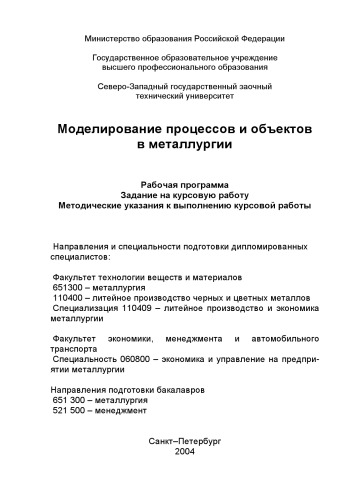 Министерство образования Российской Федерации
Государственное образовательное учреждение
высшего профессионального образования
Северо-Западный государственный заочный
технический университет
Моделирование процессов и объектов
в металлургии
Рабочая программа
Задание на курсовую работу
Методические указания к выполнению курсовой работы
Направления и специальности подготовки дипломированных
специалистов:
Факультет технологии веществ и материалов
651300 – металлургия
110400 – литейное производство черных и цветных металлов
Специализация 110409 – литейное производство и экономика
металлургии
Факультет экономики, менеджмента и автомобильного
транспорта
Специальность 060800 – экономика и управление на предпри-
ятии металлургии
Направления подготовки бакалавров
651 300 – металлургия
521 500 – менеджмент
Санкт–Петербург
2004